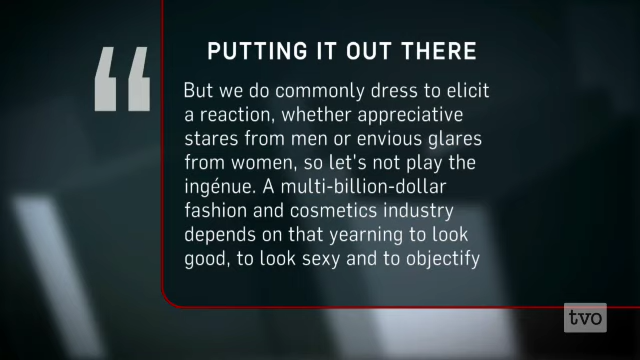 PUTTING IT OUT THERE
But we do commonly dress to elicit
a reaction, whether appreciative
stares from men or envious glares
from women, so let's not play the
ingénue. A multi-billion-dollar
fashion and cosmetics industry
depends on that yearning to look
good, to look sexy and to objectify
tvo